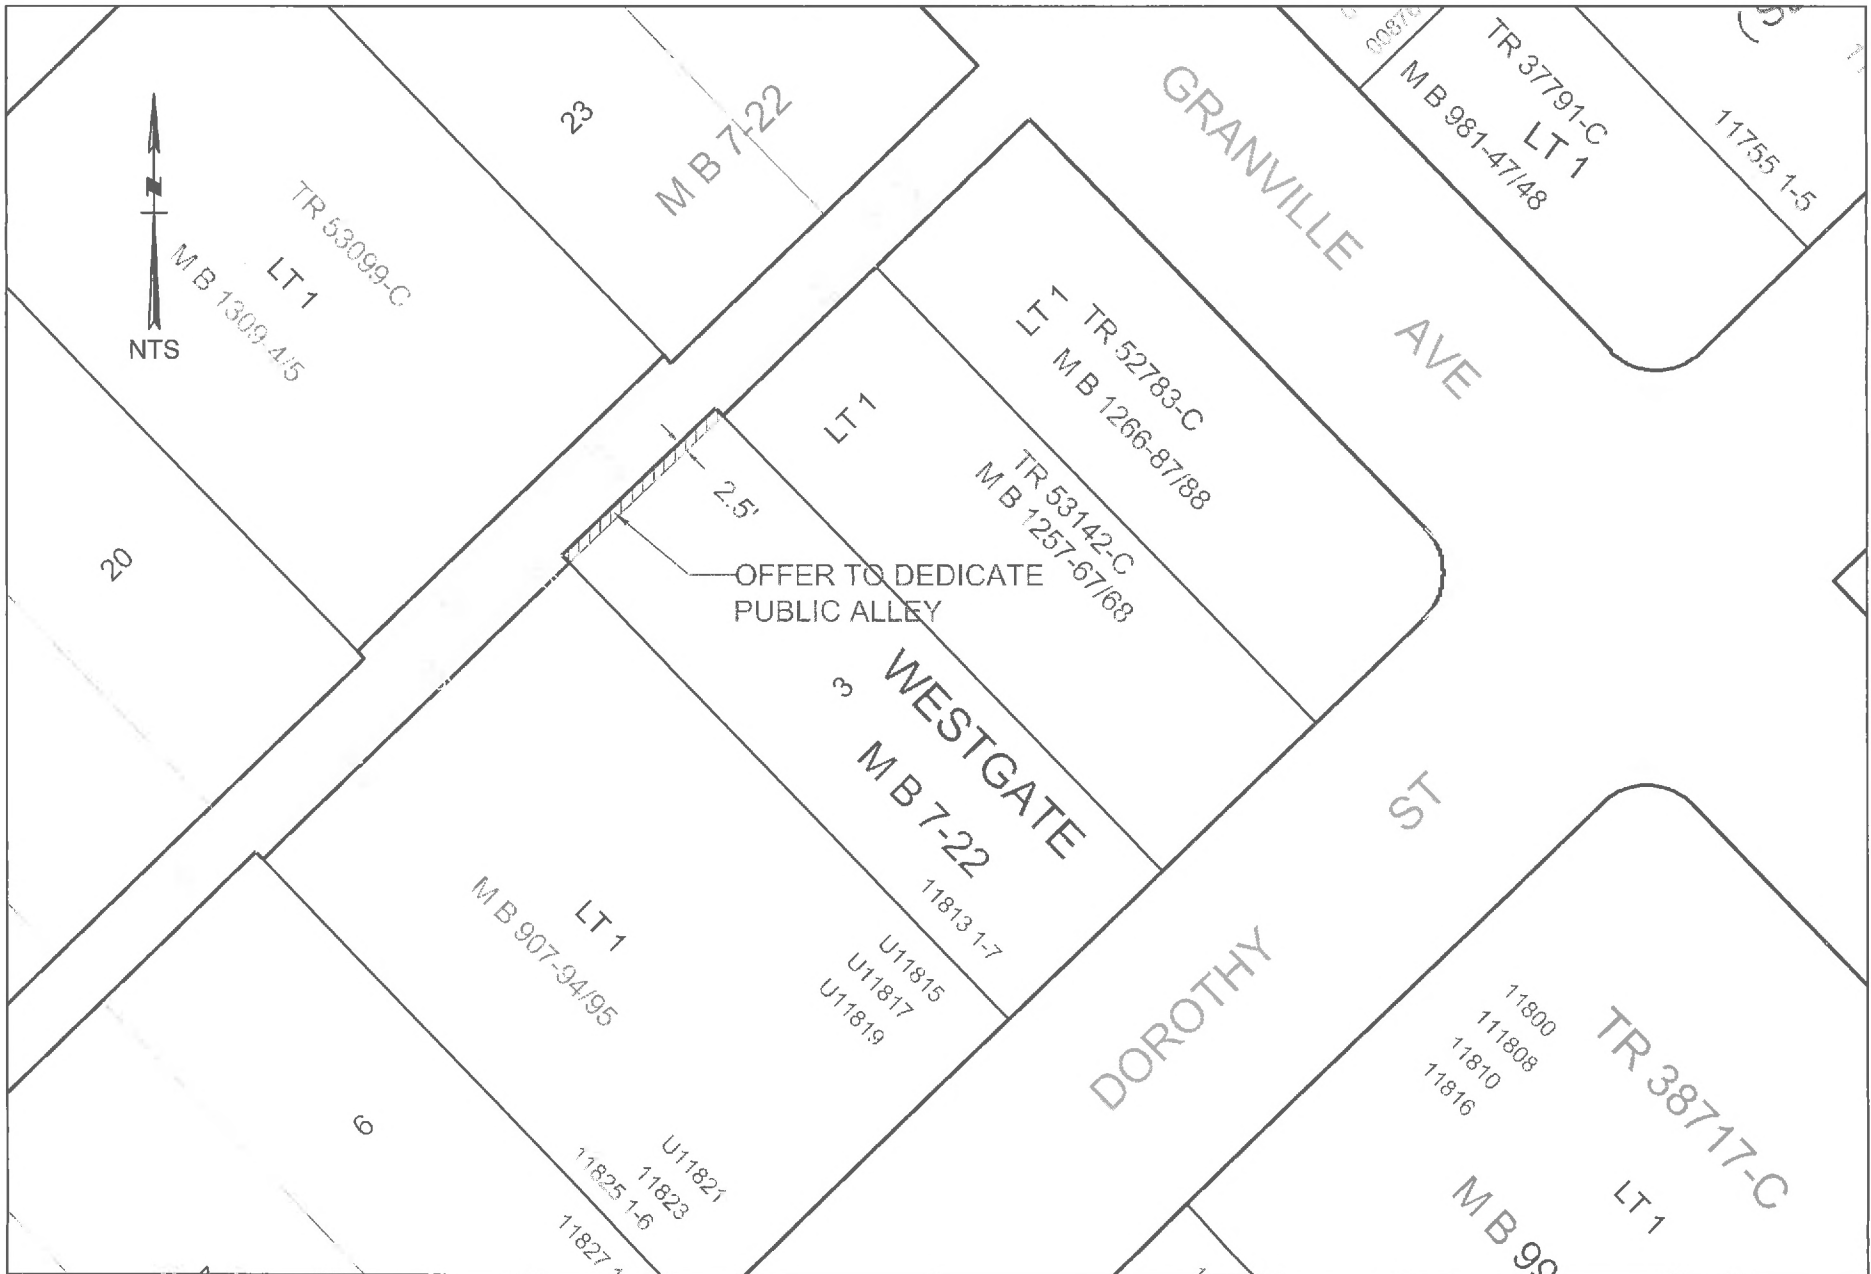 GRANVILLE
AVE
TR 37791-C
M B 981-47/48
LT 1
11755 1-5
23
M B 7-22
N
NTS
TR 53099-C
LT 1
M B 1309-4/5
LT 1
TR 52783-C
M B 1266-87/88
LT 1
TR 53142-C
M B 1257-67/68
2.5'
OFFER TO DEDICATE
PUBLIC ALLEY
20
3
WESTGATE
M B 7-22
11813 1-7
LT 1
M B 907-94/95
U11815
U11817
U11819
DOROTHY
ST
6
U11821
11823
11825 1-6
11827
11800
111808
11810
11816
TR 38717-C
LT 1
M B 99